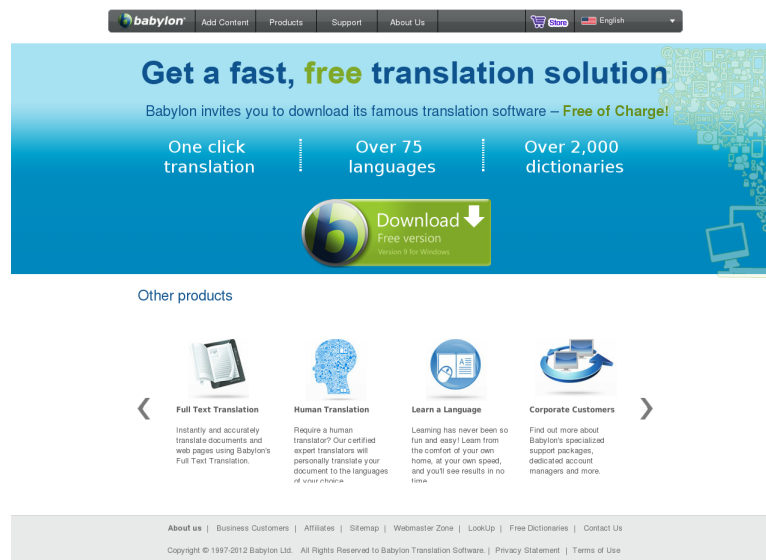 babylon®
Add Content
Products
Support
About Us
Store
English
Get a fast, free translation solution
Babylon invites you to download its famous translation software – Free of Charge!
One click
translation
Over 75
languages
Over 2,000
dictionaries
b
Download
Free version
Version 9 for Windows
Other products
Full Text Translation
Instantly and accurately
translate documents and
web pages using Babylon's
Full Text Translation.
Human Translation
Require a human
translator? Our certified
expert translators will
personally translate your
document to the languages
of your choice
Learn a Language
Learning has never been so
fun and easy! Learn from
the comfort of your own
home, at your own speed,
and you'll see results in no
time
Corporate Customers
Find out more about
Babylon's specialized
support packages,
dedicated account
managers and more.
About us | Business Customers | Affiliates | Sitemap | Webmaster Zone | LookUp | Free Dictionaries | Contact Us
Copyright © 1997-2012 Babylon Ltd. All Rights Reserved to Babylon Translation Software. | Privacy Statement | Terms of Use